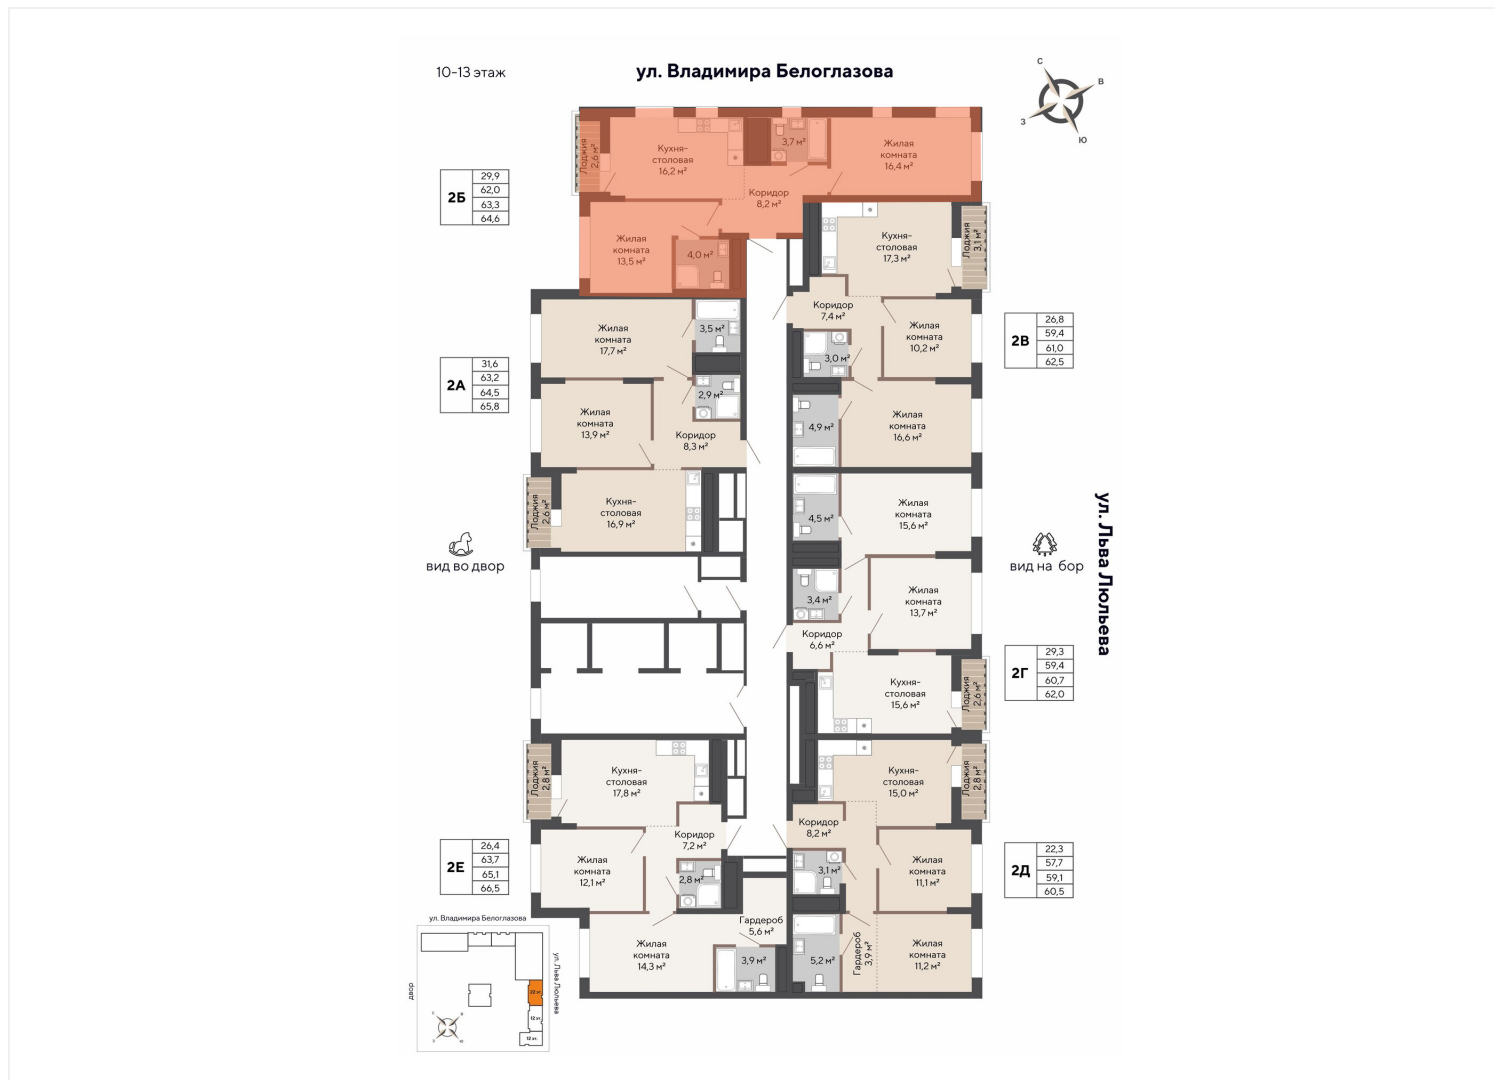 10-13 этаж
ул. Владимира Белоглазова
С
В
З
Ю
2Б
29,9
62,0
63,3
64,6
Лоджия
2,6 м²
Кухня-
столовая
16,2 м²
3,7 м²
Жилая
комната
16,4 м²
Коридор
8,2 м²
Жилая
комната
13,5 м²
4,0 м²
Кухня-
столовая
17,3 м²
Лоджия
3,1 м²
Коридор
7,4 м²
Жилая
комната
10,2 м²
3,0 м²
2В
26,8
59,4
61,0
62,5
Жилая
комната
17,7 м²
3,5 м²
2А
31,6
63,2
64,5
65,8
2,9 м²
Жилая
комната
13,9 м²
Коридор
8,3 м²
4,9 м²
Жилая
комната
16,6 м²
Лоджия
2,6 м²
Кухня-
столовая
16,9 м²
4,5 м²
Жилая
комната
15,6 м²
вид во двор
вид на бор
ул. Льва Люльева
3,4 м²
Жилая
комната
13,7 м²
Коридор
6,6 м²
Кухня-
столовая
15,6 м²
Лоджия
2,6 м²
2Г
29,3
59,4
60,7
62,0
Лоджия
2,8 м²
Кухня-
столовая
17,8 м²
Кухня-
столовая
15,0 м²
Лоджия
2,8 м²
Коридор
7,2 м²
Коридор
8,2 м²
2Е
26,4
63,7
65,1
66,5
Жилая
комната
12,1 м²
2,8 м²
3,1 м²
Жилая
комната
11,1 м²
2Д
22,3
57,7
59,1
60,5
Гардероб
5,6 м²
Жилая
комната
14,3 м²
3,9 м²
5,2 м²
Гардероб
3,9 м²
Жилая
комната
11,2 м²
ул. Владимира Белоглазова
ул. Льва Люльева
двор
22 эт.
12 эт.
12 эт.